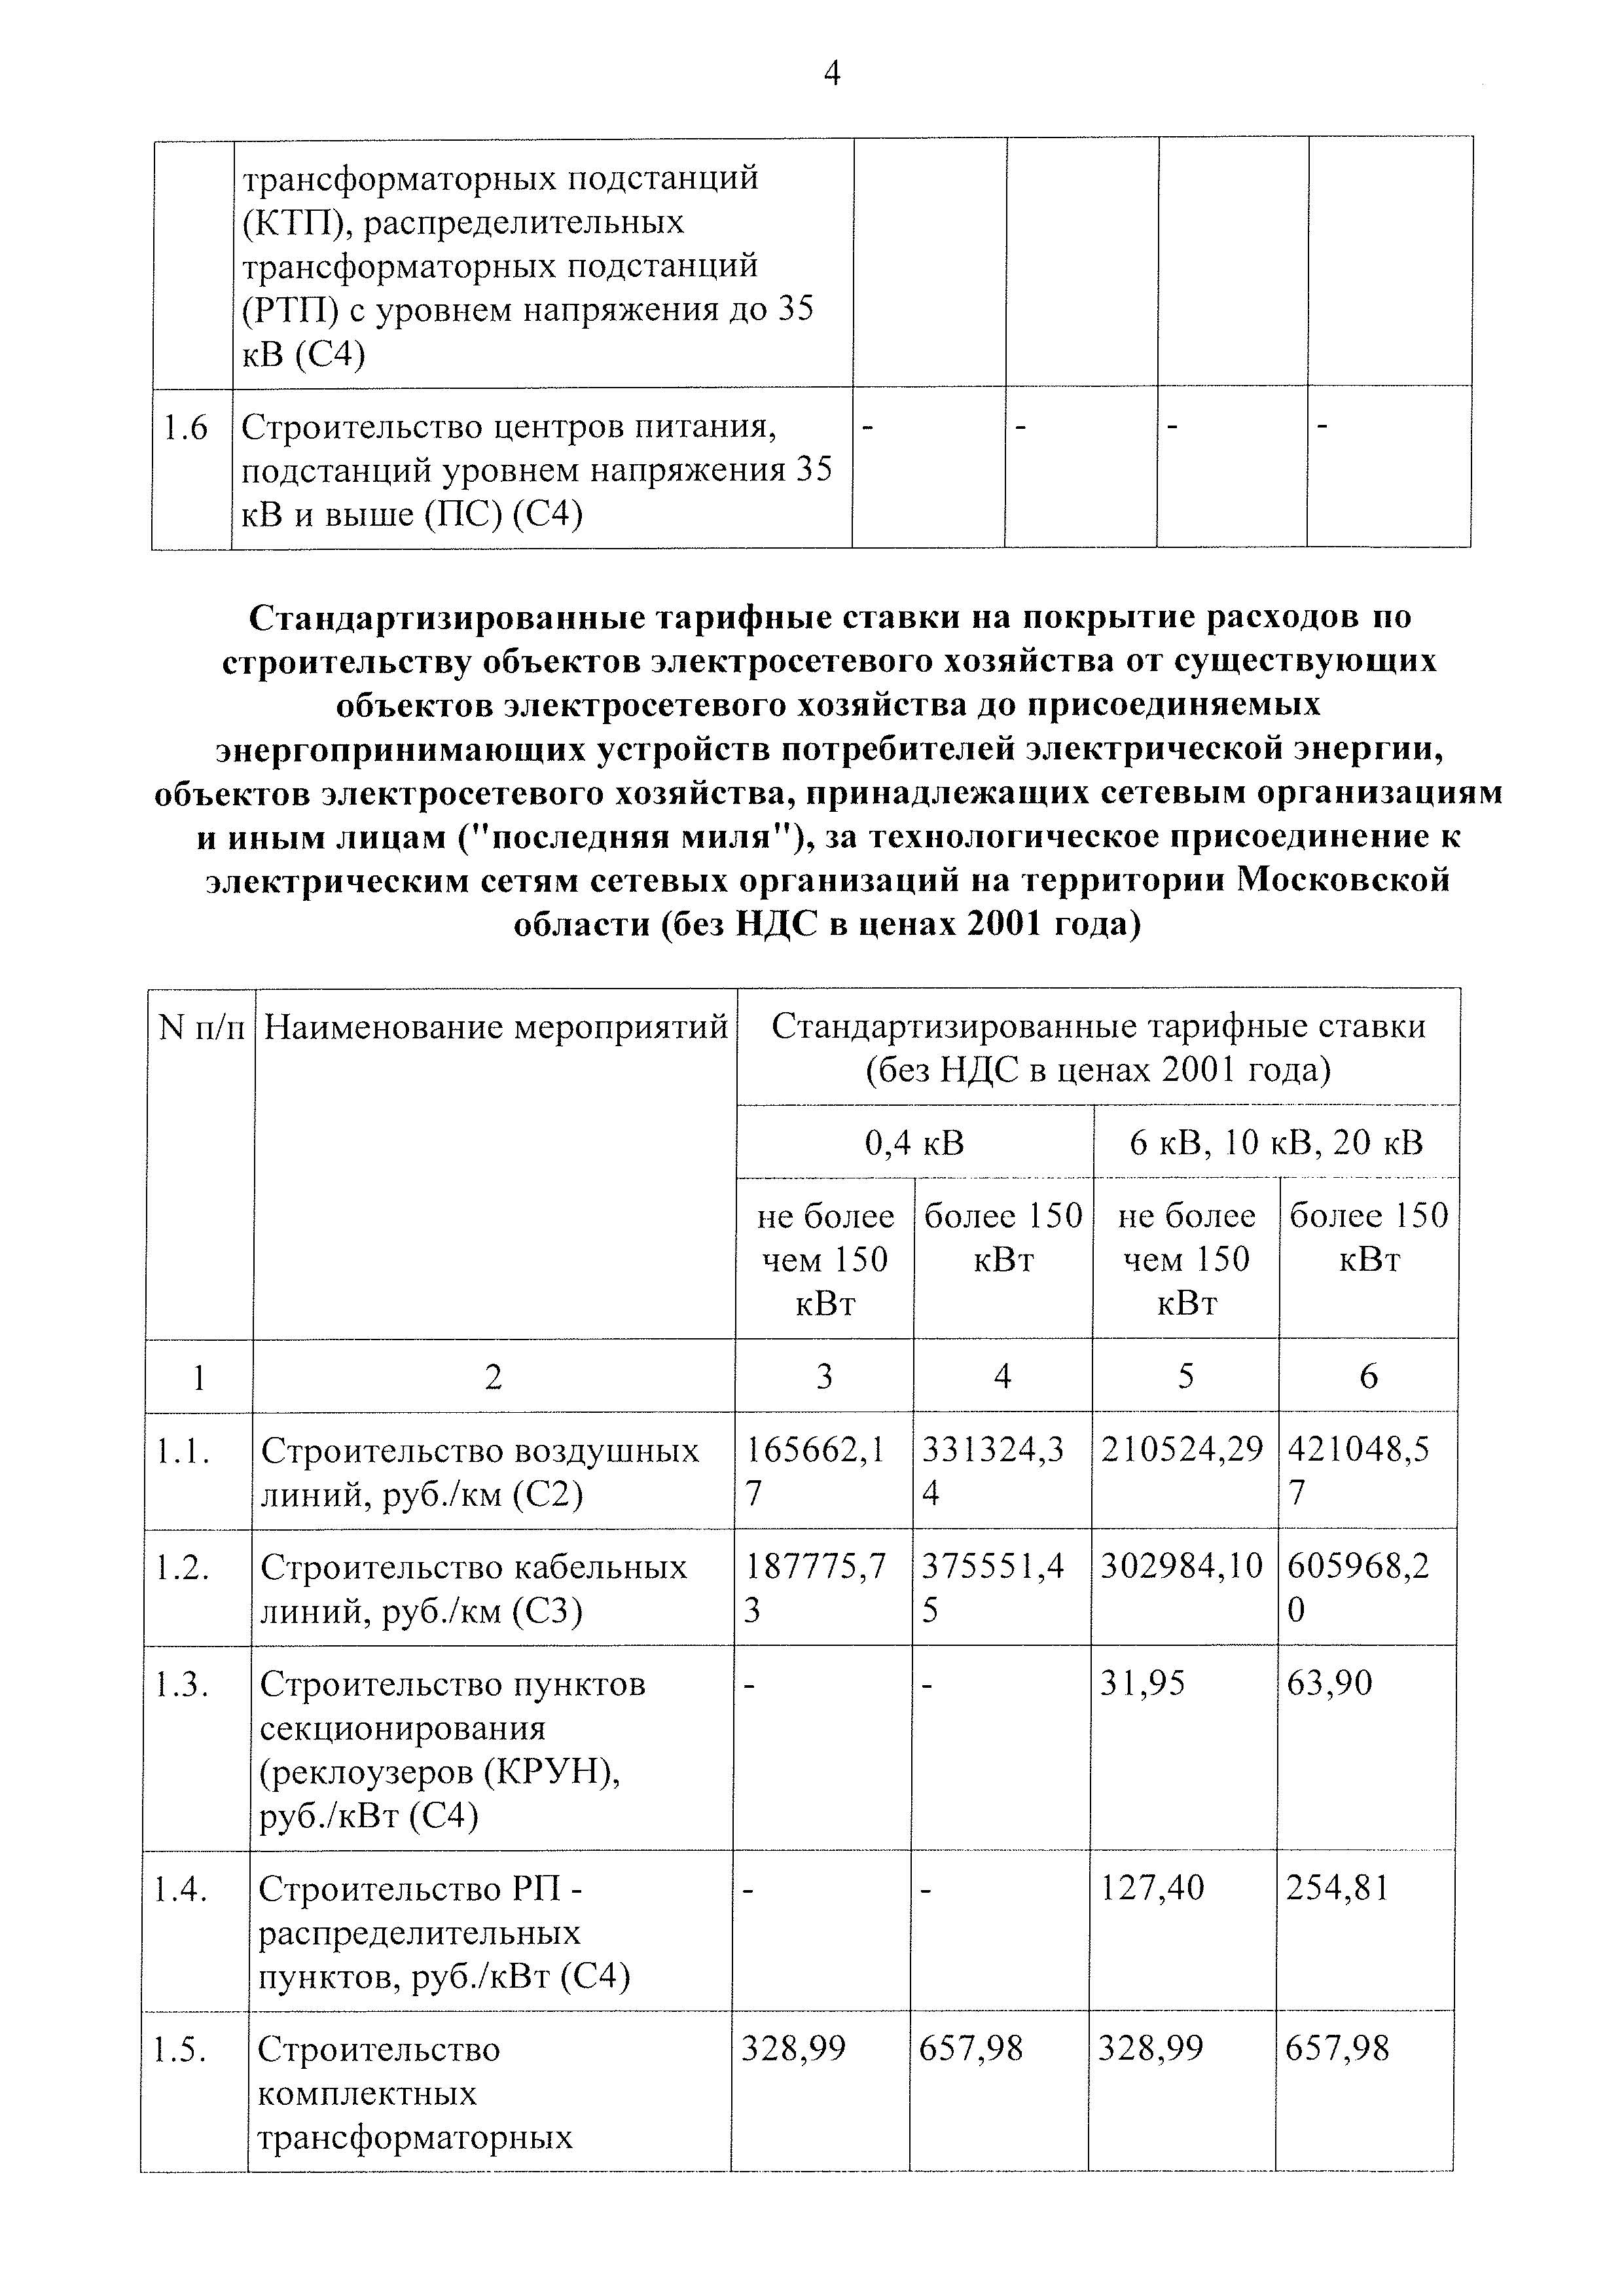 4
трансформаторных подстанций
(КТП), распределительных
трансформаторных подстанций
(РТП) с уровнем напряжения до 35
кВ (С4)
1.6 Строительство центров питания, - - - -
подстанций уровнем напряжения 35
кВ и выше (ПС) (С4)
Стандартизированные тарифные ставки на покрытие расходов по
строительству объектов электросетевого хозяйства от существующих
объектов электросетевого хозяйства до присоединяемых
энергопринимающих устройств потребителей электрической энергии,
объектов электросетевого хозяйства, принадлежащих сетевым организациям
и иным лицам ("последняя миля"), за технологическое присоединение к
электрическим сетям сетевых организаций на территории Московской
области (без НДС в ценах 2001 года)
N п/п Наименование мероприятий Стандартизированные тарифные ставки
(без НДС в ценах 2001 года)
0,4 кВ 6 кВ, 10 кВ, 20 кВ
не более более 150 не более более 150
чем 150 кВт чем 150 кВт
кВт кВт
1 2 3 4 5 6
1.1. Строительство воздушных 165662,1 331324,3 210524,29 421048,5
линий, руб./км (С2) 7 4 7
1.2. Строительство кабельных 187775,7 375551,4 302984,10 605968,2
линий, руб./км (С3) 3 5 0
1.3. Строительство пунктов - - 31,95 63,90
секционирования
(реклоузеров (КРУН),
руб./кВт (С4)
1.4. Строительство РП - - - 127,40 254,81
распределительных
пунктов, руб./кВт (С4)
1.5. Строительство 328,99 657,98 328,99 657,98
комплектных
трансформаторных